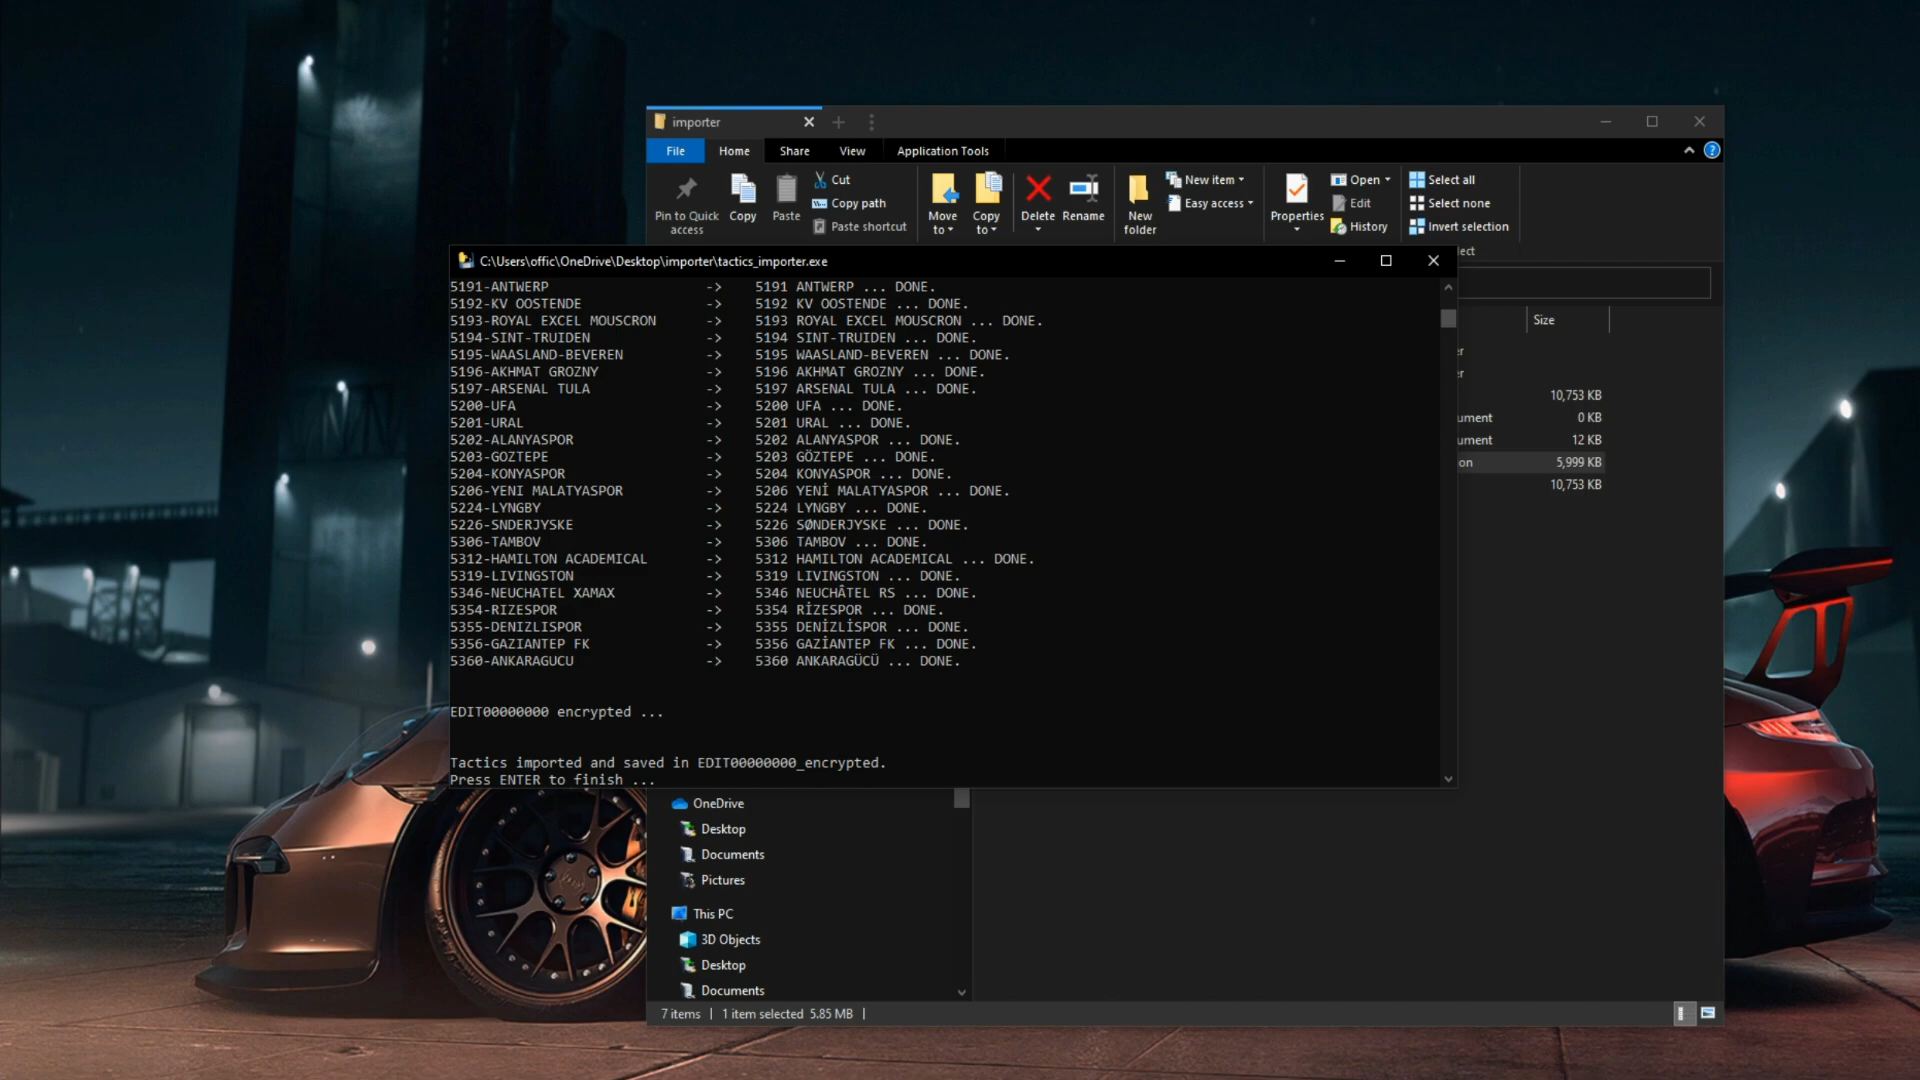 importer
File Home Share View Application Tools
Pin to Quick access
Copy
Paste
Cut
Copy path
Paste shortcut
Move to
Copy to
Delete
Rename
New folder
New item
Easy access
Properties
Open
Edit
History
Select all
Select none
Invert selection
C:\Users\offic\OneDrive\Desktop\importer\tactics_importer.exe
5191-ANTWERP -> 5191 ANTWERP ... DONE.
5192-KV OOSTENDE -> 5192 KV OOSTENDE ... DONE.
5193-ROYAL EXCEL MOUSCRON -> 5193 ROYAL EXCEL MOUSCRON ... DONE.
5194-SINT-TRUIDEN -> 5194 SINT-TRUIDEN ... DONE.
5195-WAASLAND-BEVEREN -> 5195 WAASLAND-BEVEREN ... DONE.
5196-AKHMAT GROZNY -> 5196 AKHMAT GROZNY ... DONE.
5197-ARSENAL TULA -> 5197 ARSENAL TULA ... DONE.
5200-UFA -> 5200 UFA ... DONE.
5201-URAL -> 5201 URAL ... DONE.
5202-ALANYASPOR -> 5202 ALANYASPOR ... DONE.
5203-GOZTEPE -> 5203 GÖZTEPE ... DONE.
5204-KONYASPOR -> 5204 KONYASPOR ... DONE.
5206-YENI MALATYASPOR -> 5206 YENİ MALATYASPOR ... DONE.
5224-LYNGBY -> 5224 LYNGBY ... DONE.
5226-SNDERJYSKE -> 5226 SØNDERJYSKE ... DONE.
5306-TAMBOV -> 5306 TAMBOV ... DONE.
5312-HAMILTON ACADEMICAL -> 5312 HAMILTON ACADEMICAL ... DONE.
5319-LIVINGSTON -> 5319 LIVINGSTON ... DONE.
5346-NEUCHATEL XAMAX -> 5346 NEUCHÂTEL RS ... DONE.
5354-RIZESPOR -> 5354 RİZESPOR ... DONE.
5355-DENIZLISPOR -> 5355 DENİZLİSPOR ... DONE.
5356-GAZIANTEP FK -> 5356 GAZİANTEP FK ... DONE.
5360-ANKARAGUCU -> 5360 ANKARAGÜCÜ ... DONE.
EDIT00000000 encrypted ...
Tactics imported and saved in EDIT00000000_encrypted.
Press ENTER to finish ...
ect
Size
er
er
10,753 KB
ument 0 KB
ument 12 KB
on 5,999 KB
10,753 KB
OneDrive
Desktop
Documents
Pictures
This PC
3D Objects
Desktop
Documents
7 items | 1 item selected 5.85 MB |